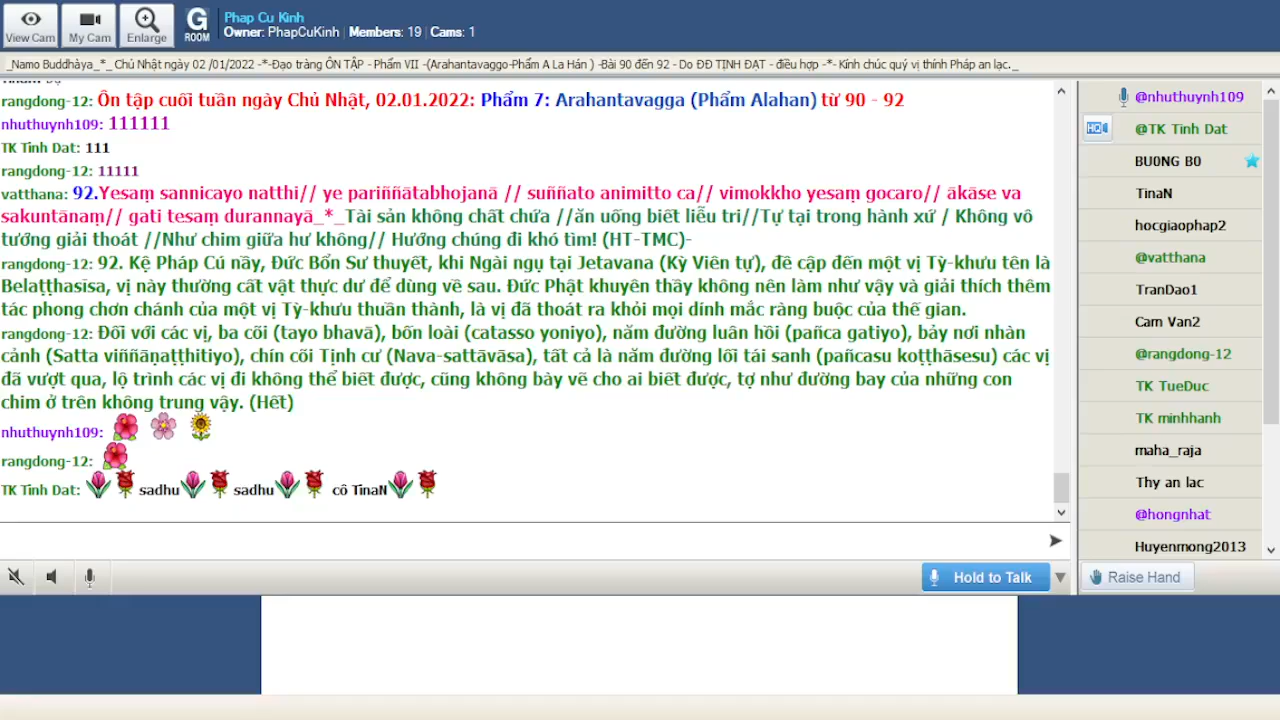 View Cam
My Cam
Enlarge
G
ROOM
Phap Cu Kinh
Owner: PhapCuKinh | Members: 19 | Cams: 1
_Namo Buddhàya_*_ Chủ Nhật ngày 02 /01/2022 -*-Đạo tràng ÔN TẬP - Phẩm VII -(Arahantavaggo-Phẩm A La Hán ) -Bài 90 đến 92 - Do ĐĐ TỊNH ĐẠT - điều hợp -*- Kính chúc quý vị thính Pháp an lạc._
rangdong-12: Ôn tập cuối tuần ngày Chủ Nhật, 02.01.2022: Phẩm 7: Arahantavagga (Phẩm Alahan) từ 90 - 92
nhuthuynh109: 111111
TK Tinh Dat: 111
rangdong-12: 11111
vatthana: 92.Yesaṃ sannicayo natthi// ye pariññātabhojanā // suññato animitto ca// vimokkho yesaṃ gocaro// ākāse va
sakuntānaṃ// gati tesaṃ durannayā_*_Tài sản không chất chứa //ăn uống biết liễu tri//Tự tại trong hành xứ / Không vô
tướng giải thoát //Như chim giữa hư không// Hướng chúng đi khó tìm! (HT-TMC)-
rangdong-12: 92. Kệ Pháp Cú nầy, Đức Bổn Sư thuyết, khi Ngài ngụ tại Jetavana (Kỳ Viên tự), đề cập đến một vị Tỳ-khưu tên là
Belaṭṭhasīsa, vị này thường cất vật thực dư để dùng về sau. Đức Phật khuyên thầy không nên làm như vậy và giải thích thêm
tác phong chơn chánh của một vị Tỳ-khưu thuần thành, là vị đã thoát ra khỏi mọi dính mắc ràng buộc của thế gian.
rangdong-12: Đối với các vị, ba cõi (tayo bhavā), bốn loài (catasso yoniyo), năm đường luân hồi (pañca gatiyo), bảy nơi nhàn
cảnh (Satta viññāṇaṭṭhitiyo), chín cõi Tịnh cư (Nava-sattāvāsa), tất cả là năm đường lối tái sanh (pañcasu koṭṭhāsesu) các vị
đã vượt qua, lộ trình các vị đi không thể biết được, cũng không bày vẽ cho ai biết được, tợ như đường bay của những con
chim ở trên không trung vậy. (Hết)
nhuthuynh109:
rangdong-12:
TK Tinh Dat: sadhu sadhu cô TinaN
Hold to Talk
@nhuthuynh109
@TK Tinh Dat
BU0NG B0
TinaN
hocgiaophap2
@vatthana
TranDao1
Cam Van2
@rangdong-12
TK TueDuc
TK minhhanh
maha_raja
Thy an lac
@hongnhat
Huyenmong2013
Raise Hand